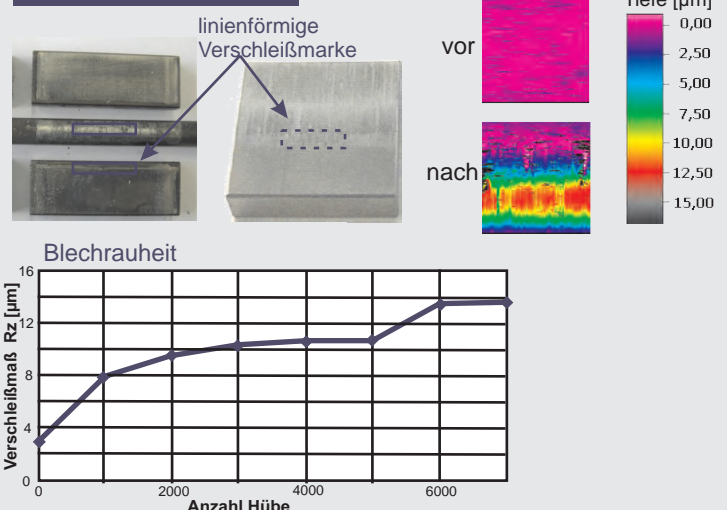 Tiefe [µm]
linienförmige
Verschleißmarke
vor
nach
0,00
2,50
5,00
7,50
10,00
12,50
15,00
Blechrauheit
Verschleißmaß Rz [µm]
16
12
8
4
0
0
2000
4000
6000
Anzahl Hübe